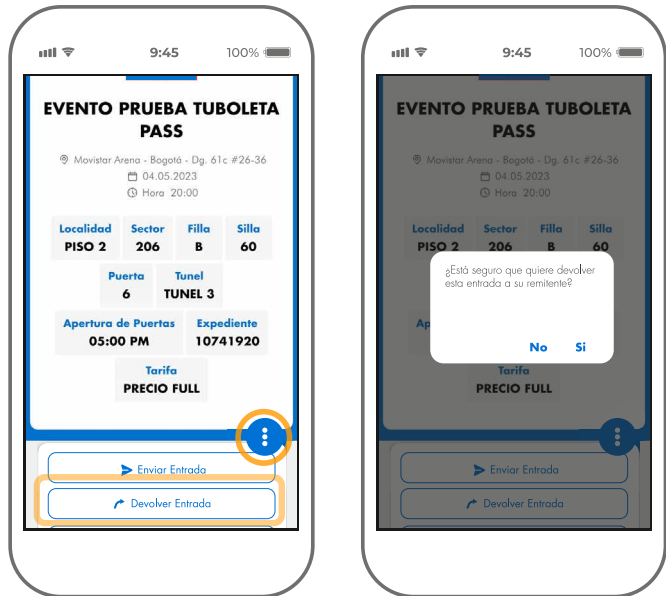 9:45
100%
EVENTO PRUEBA TUBOLETA
PASS
Movistar Arena - Bogotá - Dg. 61c #26-36
04.05.2023
Hora 20:00
Localidad Sector Filla Silla
PISO 2 206 B 60
Puerta Tunel
6 TUNEL 3
Apertura de Puertas Expediente
05:00 PM 10741920
Tarifa
PRECIO FULL
Enviar Entrada
Devolver Entrada
9:45
100%
EVENTO PRUEBA TUBOLETA
PASS
Movistar Arena - Bogotá - Dg. 61c #26-36
04.05.2023
Hora 20:00
Localidad Sector Filla Silla
PISO 2 206 B 60
¿Está seguro que quiere devolver
esta entrada a su remitente?
No Si
Tarifa
PRECIO FULL
Enviar Entrada
Devolver Entrada